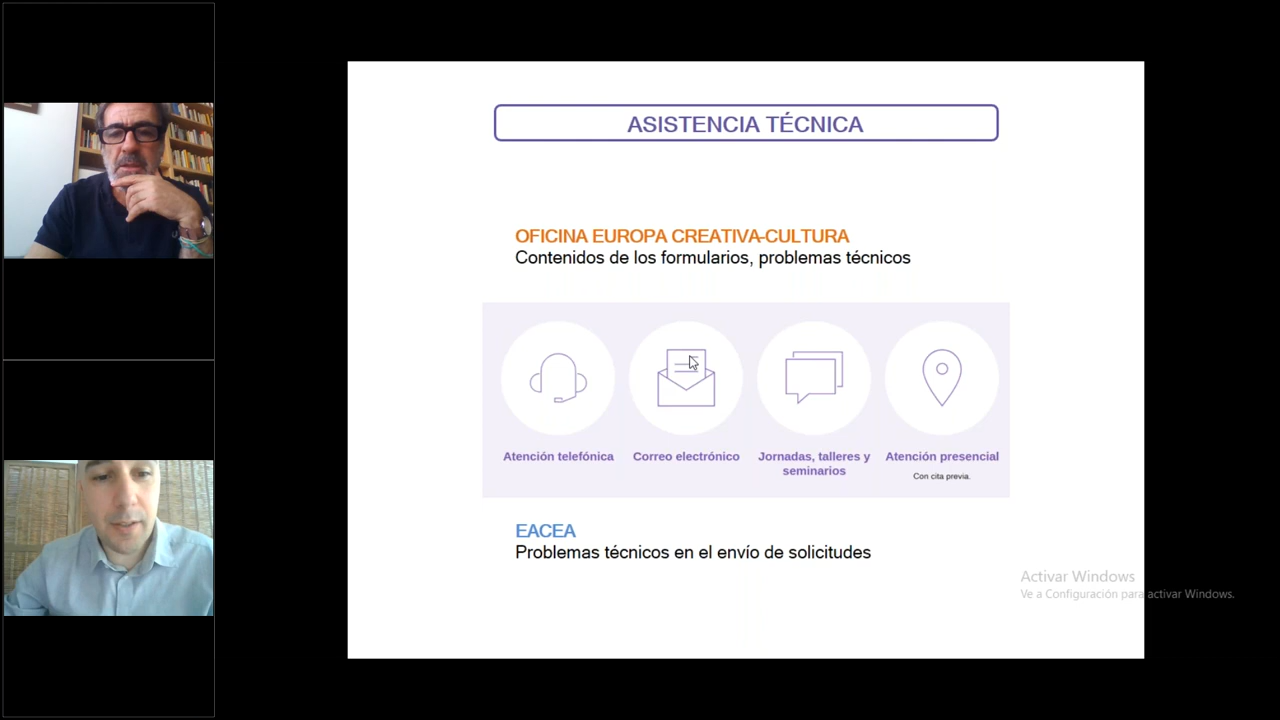 ASISTENCIA TÉCNICA
OFICINA EUROPA CREATIVA-CULTURA
Contenidos de los formularios, problemas técnicos
Atención telefónica
Correo electrónico
Jornadas, talleres y
seminarios
Atención presencial
Con cita previa.
EACEA
Problemas técnicos en el envío de solicitudes
Activar Windows
Ve a Configuración para activar Windows.